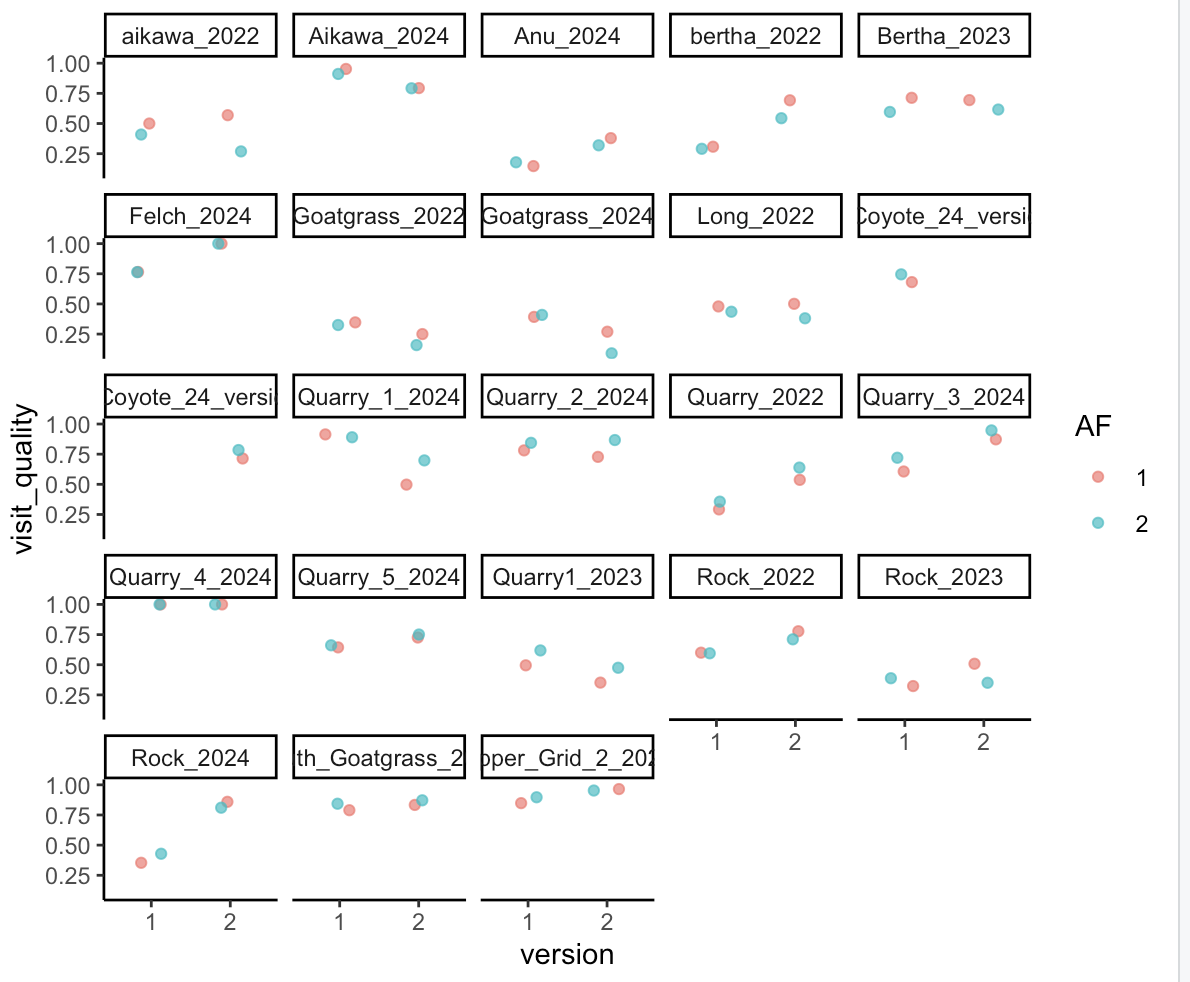 aikawa_2022 Aikawa_2024 Anu_2024 bertha_2022 Bertha_2023
1.00
0.75
0.50
0.25
Felch_2024 Goatgrass_2022 Goatgrass_2024 Long_2022 Coyote_24_versi
1.00
0.75
0.50
0.25
Coyote_24_versi Quarry_1_2024 Quarry_2_2024 Quarry_2022 Quarry_3_2024
1.00
0.75
0.50
0.25
visit_quality
AF
1
2
Quarry_4_2024 Quarry_5_2024 Quarry1_2023 Rock_2022 Rock_2023
1.00
0.75
0.50
0.25
1 2 1 2
Rock_2024 th_Goatgrass_2 pper_Grid_2_202
1.00
0.75
0.50
0.25
1 2 1 2 1 2
version